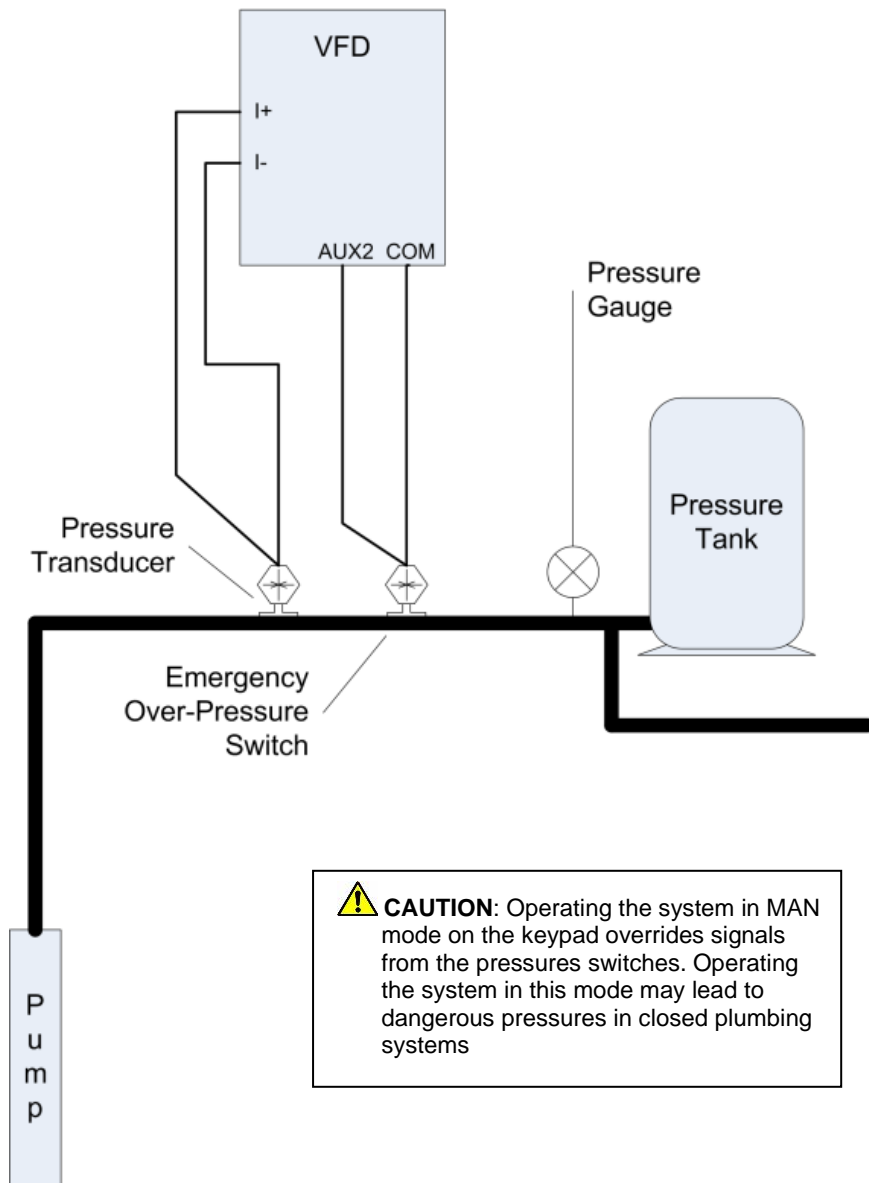 VFD
I+
I-
AUX2 COM
Pressure
Gauge
Pressure
Tank
Pressure
Transducer
Emergency
Over-Pressure
Switch
CAUTION: Operating the system in MAN
mode on the keypad overrides signals
from the pressures switches. Operating
the system in this mode may lead to
dangerous pressures in closed plumbing
systems
P
u
m
p